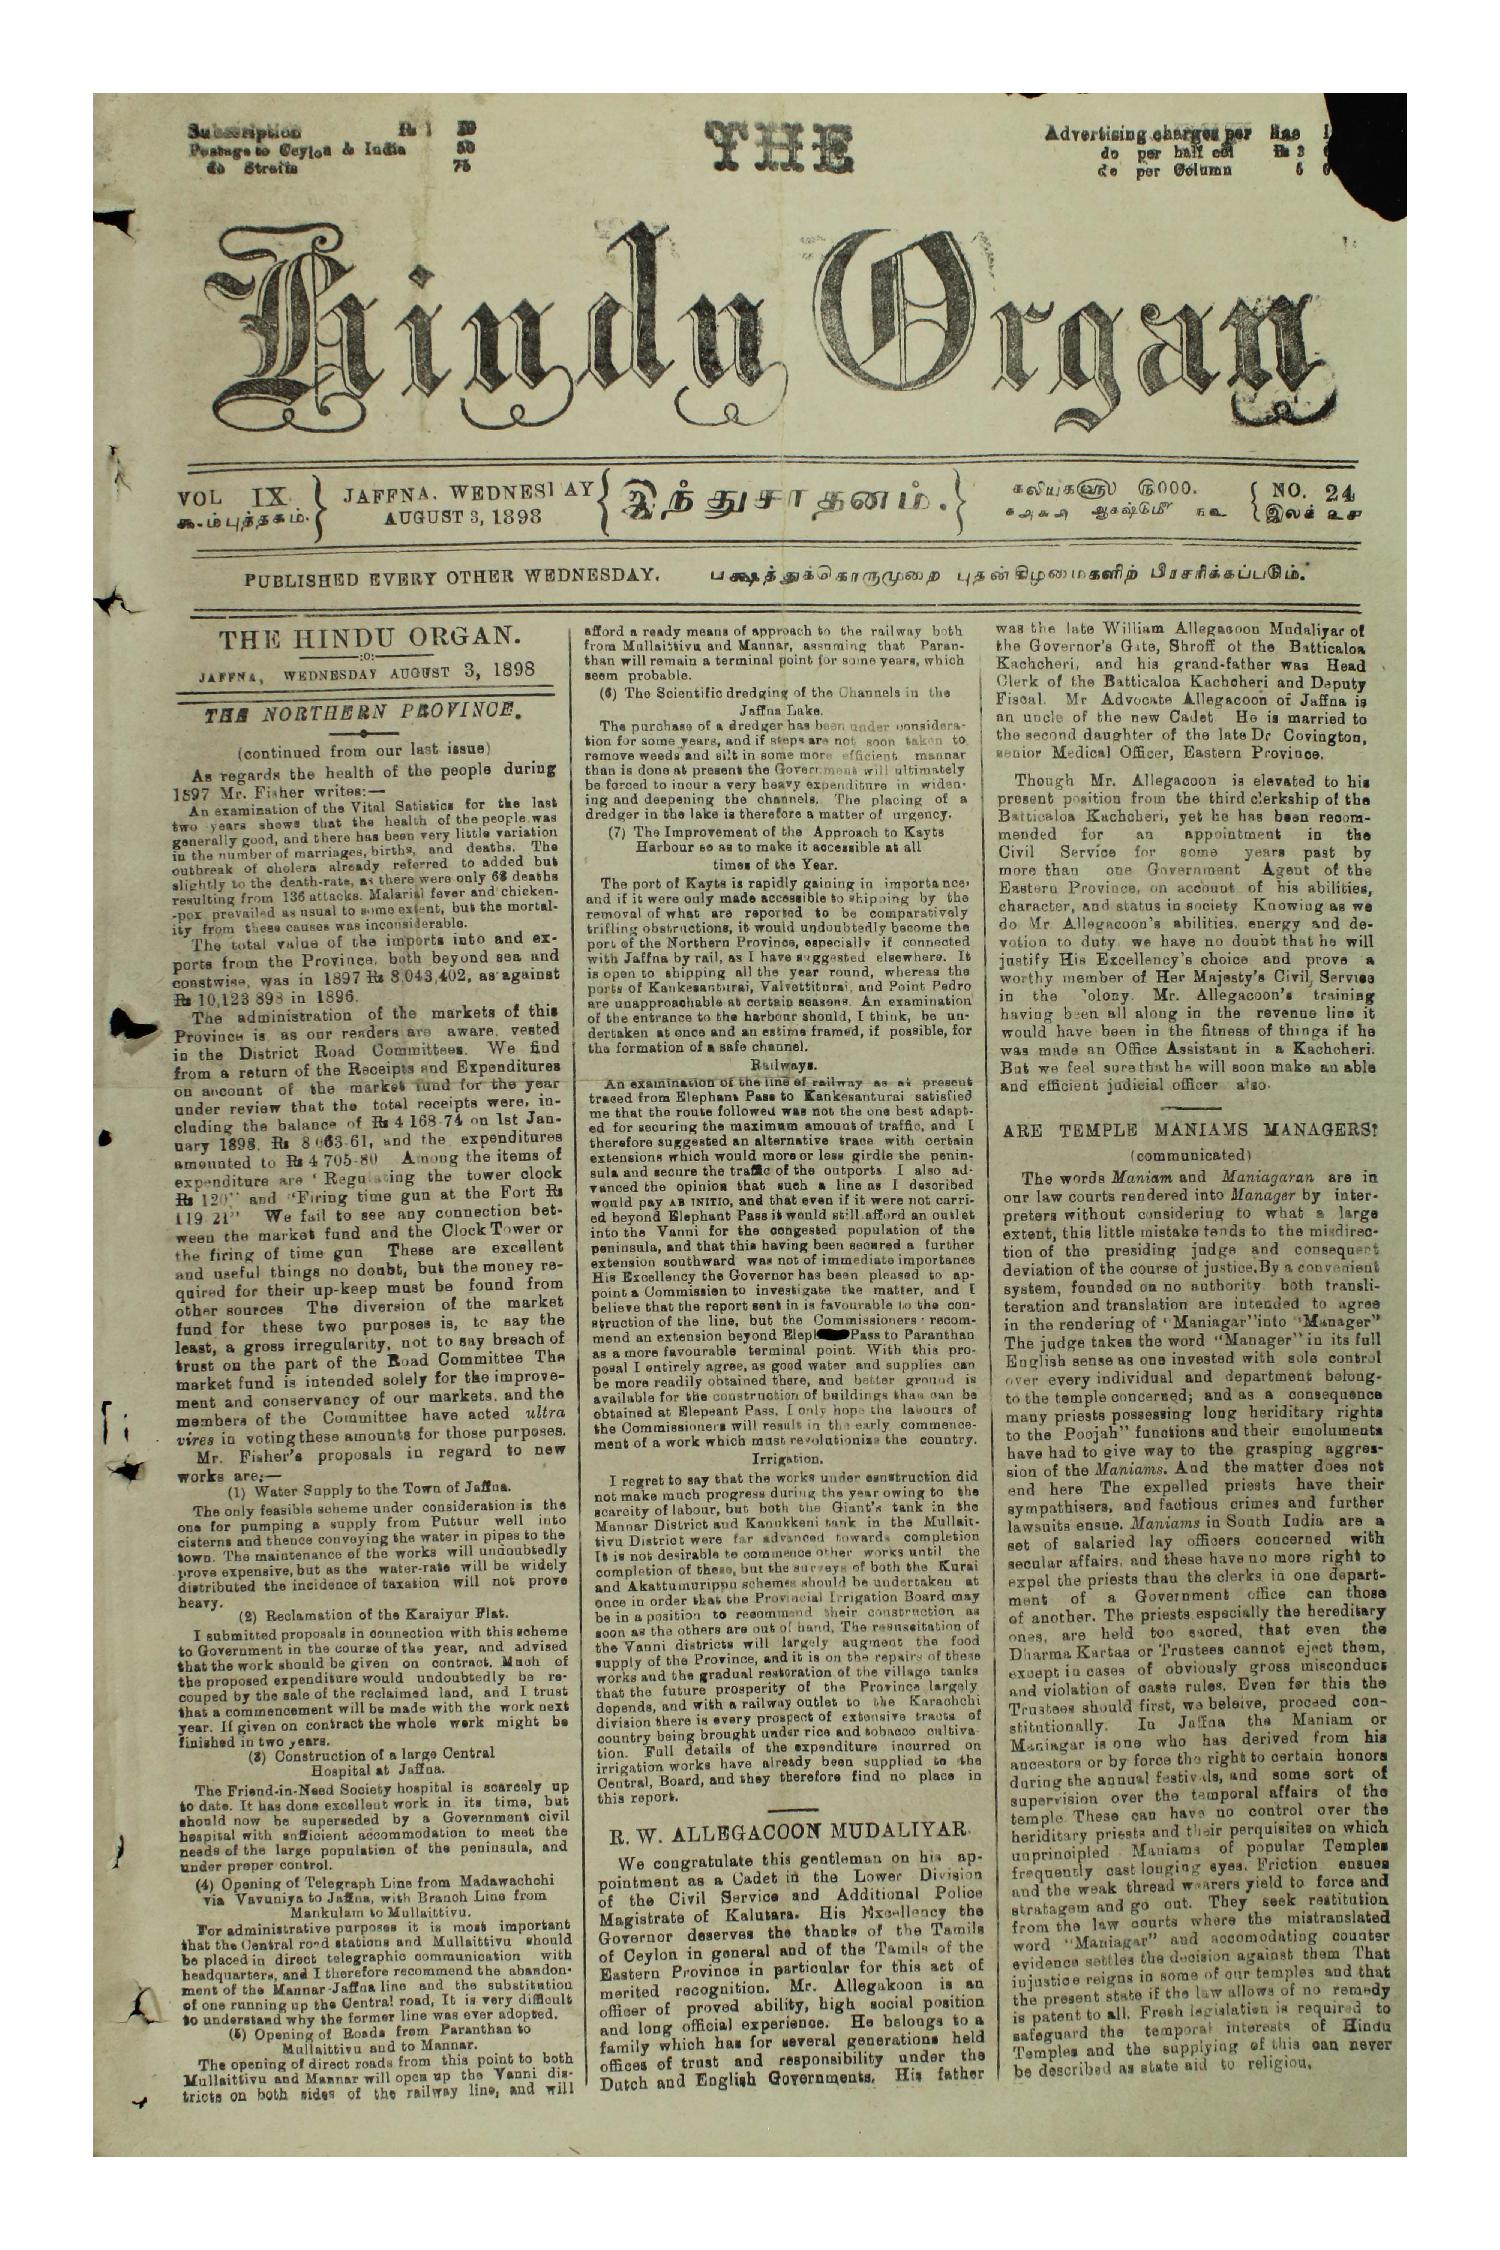 Subscription Rs 1
Postage to Ceylon & India 50
do Straits 75
THE
Advertising charges per
do per half col Rs 3
do per Column 5
Hindu Organ
VOL IX
JAFFNA. WEDNESDAY
AUGUST 3, 1898
இந்துசாதனம்.
NO. 24
PUBLISHED EVERY OTHER WEDNESDAY.
பக்ஷத்துக்கொருமுறை புதன்கிழமைகளிற் பிரசரிக்கப்படும்.
THE HINDU ORGAN.
:0:
JAFFNA, WEDNESDAY AUGUST 3, 1898
THE NORTHERN PROVINCE.
(continued from our last issue)
As regards the health of the people during
1897 Mr. Fisher writes:—
An examination of the Vital Satistics for the last
two years shows that the health of the people was
generally good, and there has been very little variation
in the number of marriages, births, and deaths. The
outbreak of cholera already referred to added but
slightly to the death-rate, as there were only 68 deaths
resulting from 136 attacks. Malarial fever and chicken-
-pox prevailed as usual to some extent, but the mortal-
ity from these causes was inconsiderable.
The total value of the imports into and ex-
ports from the Province, both beyond sea and
coastwise, was in 1897 Rs 8,043,402, as against
Rs 10,123 893 in 1896.
The administration of the markets of this
Province is as our readers are aware, vested
in the District Road Committees. We find
from a return of the Receipts and Expenditures
on account of the market fund for the year
under review that the total receipts were, in-
cluding the balance of Rs 4 168-74 on 1st Jan-
uary 1898, Rs 8 063-61, and the expenditures
amounted to Rs 4 705-80 Among the items of
expenditure are ‘ Regulating the tower clock
Rs 120” and “Firing time gun at the Fort Rs
119 21” We fail to see any connection bet-
ween the market fund and the Clock Tower or
the firing of time gun These are excellent
and useful things no doubt, but the money re-
quired for their up-keep must be found from
other sources The diversion of the market
fund for these two purposes is, to say the
least, a gross irregularity, not to say breach of
trust on the part of the Road Committee The
market fund is intended solely for the improve-
ment and conservancy of our markets, and the
members of the Committee have acted ultra
vires in voting these amounts for those purposes.
Mr. Fisher's proposals in regard to new
works are:—
(1) Water Supply to the Town of Jaffna.
The only feasible scheme under consideration is the
one for pumping a supply from Puttur well into
cisterns and thence conveying the water in pipes to the
town. The maintenance of the works will undoubtedly
prove expensive, but as the water-rate will be widely
distributed the incidence of taxation will not prove
heavy.
(2) Reclamation of the Karaiyur Flat.
I submitted proposals in connection with this scheme
to Government in the course of the year, and advised
that the work should be given on contract. Much of
the proposed expenditure would undoubtedly be re-
couped by the sale of the reclaimed land, and I trust
that a commencement will be made with the work next
year. If given on contract the whole work might be
finished in two years.
(3) Construction of a large Central
Hospital at Jaffna.
The Friend-in-Need Society hospital is scarcely up
to date. It has done excellent work in its time, but
should now be superseded by a Government civil
hospital with sufficient accommodation to meet the
needs of the large population of the peninsula, and
under proper control.
(4) Opening of Telegraph Line from Madawachchi
via Vavuniya to Jaffna, with Branch Line from
Mankulam to Mullaittivu.
For administrative purposes it is most important
that the Central road stations and Mullaittivu should
be placed in direct telegraphic communication with
headquarters, and I therefore recommend the abandon-
ment of the Mannar-Jaffna line and the substitution
of one running up the Central road, It is very difficult
to understand why the former line was ever adopted.
(5) Opening of Roads from Paranthan to
Mullaittivu and to Mannar.
The opening of direct roads from this point to both
Mullaittivu and Mannar will open up the Vanni dis-
tricts on both sides of the railway line, and will
afford a ready means of approach to the railway both
from Mullaittivu and Mannar, assuming that Paran-
than will remain a terminal point for some years, which
seem probable.
(6) The Scientific dredging of the Channels in the
Jaffna Lake.
The purchase of a dredger has been under considera-
tion for some years, and if steps are not soon taken to
remove weeds and silt in some more efficient mannar
than is done at present the Government will ultimately
be forced to incur a very heavy expenditure in widen-
ing and deepening the channels. The placing of a
dredger in the lake is therefore a matter of urgency.
(7) The Improvement of the Approach to Kayts
Harbour so as to make it accessible at all
times of the Year.
The port of Kayts is rapidly gaining in importance,
and if it were only made accessible to shipping by the
removal of what are reported to be comparatively
trifling obstructions, it would undoubtedly become the
port of the Northern Province, especially if connected
with Jaffna by rail, as I have suggested elsewhere. It
is open to shipping all the year round, whereas the
ports of Kankesanturai, Valvettiturai, and Point Pedro
are unapproachable at certain seasons. An examination
of the entrance to the harbour should, I think, be un-
dertaken at once and an estime framed, if possible, for
the formation of a safe channel.
Railways.
An examination of the line of railway as at present
traced from Elephant Pass to Kankesanturai satisfied
me that the route followed was not the one best adapt-
ed for securing the maximum amount of traffic, and I
therefore suggested an alternative trace with certain
extensions which would more or less girdle the penin-
sula and secure the traffic of the outports I also ad-
vanced the opinion that such a line as I described
would pay AB INITIO, and that even if it were not carri-
ed beyond Elephant Pass it would still afford an outlet
into the Vanni for the congested population of the
peninsula, and that this having been secured a further
extension southward was not of immediate importance
His Excellency the Governor has been pleased to ap-
point a Commission to investigate the matter, and I
believe that the report sent in is favourable to the con-
struction of the line, but the Commissioners recom-
mend an extension beyond Elep Pass to Paranthan
as a more favourable terminal point. With this pro-
posal I entirely agree, as good water and supplies can
be more readily obtained there, and better ground is
available for the construction of buildings than can be
obtained at Elepeant Pass. I only hope the labours of
the Commissioners will result in the early commence-
ment of a work which must revolutionize the country.
Irrigation.
I regret to say that the works under construction did
not make much progress during the year owing to the
scarcity of labour, but both the Giant's tank in the
Mannar District and Kanukkeni tank in the Mullait-
tivu District were far advanced towards completion
It is not desirable to commence other works until the
completion of these, but the surveys of both the Kurai
and Akattumurippu schemes should be undertaken at
once in order that the Provincial Irrigation Board may
be in a position to recommend their construction as
soon as the others are out of hand. The resuscitation of
the Vanni districts will largely augment the food
supply of the Province, and it is on the repairs of these
works and the gradual restoration of the village tanks
that the future prosperity of the Province largely
depends, and with a railway outlet to the Karachchi
division there is every prospect of extensive tracts of
country being brought under rice and tobacco cultiva-
tion. Full details of the expenditure incurred on
irrigation works have already been supplied to the
Central, Board, and they therefore find no place in
this report.
R. W. ALLEGACOON MUDALIYAR.
We congratulate this gentleman on his ap-
pointment as a Cadet in the Lower Division
of the Civil Service and Additional Police
Magistrate of Kalutara. His Excellency the
Governor deserves the thanks of the Tamils
of Ceylon in general and of the Tamils of the
Eastern Province in particular for this act of
merited recognition. Mr. Allegakoon is an
officer of proved ability, high social position
and long official experience. He belongs to a
family which has for several generations held
offices of trust and responsibility under the
Dutch and English Governments. His father
was the late William Allegacoon Mudaliyar of
the Governor's Gate, Shroff of the Batticaloa
Kachcheri, and his grand-father was Head
Clerk of the Batticaloa Kachcheri and Deputy
Fiscal. Mr Advocate Allegacoon of Jaffna is
an uncle of the new Cadet He is married to
the second daughter of the late Dr Covington,
senior Medical Officer, Eastern Province.
Though Mr. Allegacoon is elevated to his
present position from the third clerkship of the
Batticaloa Kachcheri, yet he has been recom-
mended for an appointment in the
Civil Service for some years past by
more than one Government Agent of the
Eastern Province, on account of his abilities,
character, and status in society Knowing as we
do Mr. Allegacoon's abilities, energy and de-
votion to duty, we have no doubt that he will
justify His Excellency's choice and prove a
worthy member of Her Majesty's Civil Service
in the 'olony. Mr. Allegacoon's training
having been all along in the revenue line it
would have been in the fitness of things if he
was made an Office Assistant in a Kachcheri.
But we feel sure that he will soon make an able
and efficient judicial officer also.
ARE TEMPLE MANIAMS MANAGERS?
(communicated)
The words Maniam and Maniagaran are in
our law courts rendered into Manager by inter-
preters without considering to what a large
extent, this little mistake tends to the misdirec-
tion of the presiding judge and consequent
deviation of the course of justice. By a convenient
system, founded on no authority both transli-
teration and translation are intended to agree
in the rendering of “Maniagar” into “Manager”
The judge takes the word “Manager” in its full
English sense as one invested with sole control
over every individual and department belong-
to the temple concerned; and as a consequence
many priests possessing long heriditary rights
to the ‘Poojah” functions and their emoluments
have had to give way to the grasping aggres-
sion of the Maniams. And the matter does not
end here The expelled priests have their
sympathisers, and factious crimes and further
lawsuits ensue. Maniams in South India are a
set of salaried lay officers concerned with
secular affairs, and these have no more right to
expel the priests than the clerks in one depart-
ment of a Government office can those
of another. The priests especially the hereditary
ones, are held too sacred, that even the
Dharma Kartas or Trustees cannot eject them,
except in cases of obviously gross misconduct
and violation of caste rules. Even for this the
Trustees should first, we beleive, proceed con-
stitutionally. In Jaffna the Maniam or
Maniagar is one who has derived from his
ancestors or by force the right to certain honors
during the annual festivals, and some sort of
supervision over the temporal affairs of the
temple These can have no control over the
heriditary priests and their perquisites on which
unprincipled Maniams of popular Temples
frequently cast longing eyes. Friction ensues
and the weak thread wearers yield to force and
stratagem and go out. They seek restitution
from the law courts where the mistranslated
word “Maniagar” and accomodating counter
evidence settles the decision against them That
injustice reigns in some of our temples and that
the present state if the law allows of no remedy
is patent to all. Fresh legislation is required to
safeguard the temporal interests of Hindu
Temples and the supplying of this can never
be described as state aid to religion.